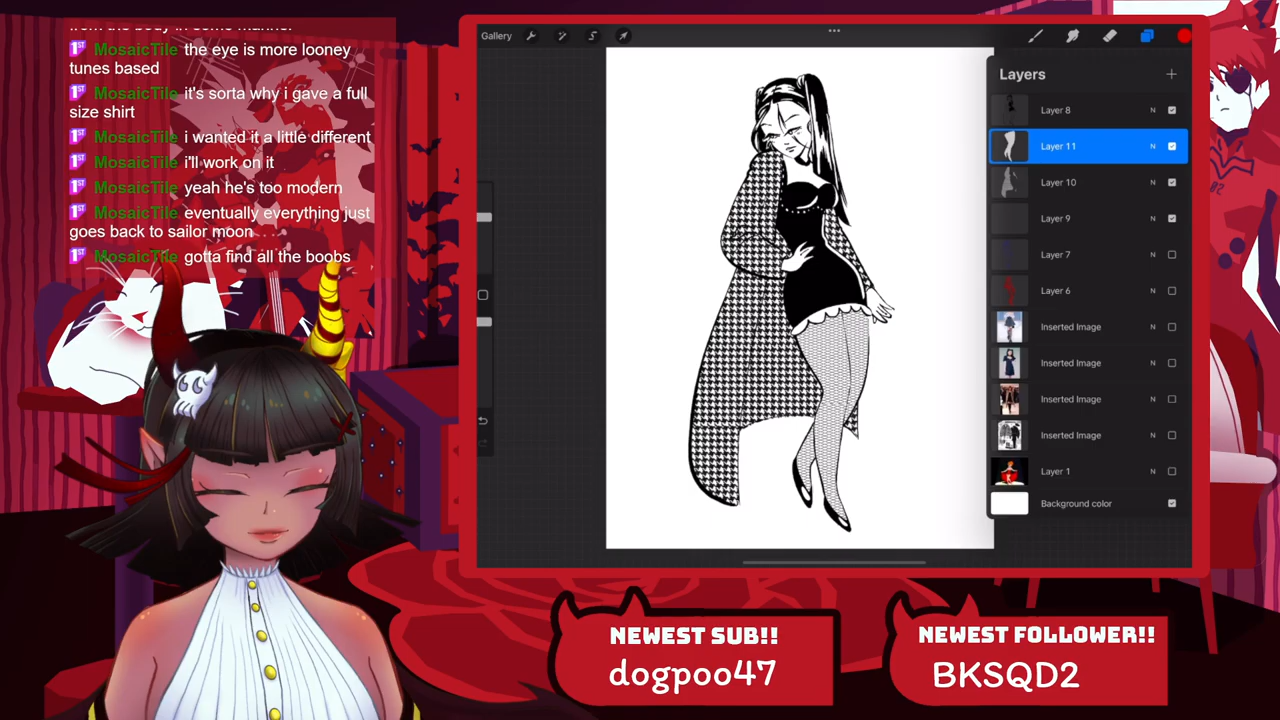 MosaicTile the eye is more looney
tunes based
MosaicTile it's sorta why i gave a full
size shirt
MosaicTile i wanted it a little different
MosaicTile i'll work on it
MosaicTile yeah he's too modern
MosaicTile eventually everything just
goes back to sailor moon
MosaicTile gotta find all the boobs
Gallery
Layers
Layer 8 N
Layer 11 N
Layer 10 N
Layer 9 N
Layer 7 N
Layer 6 N
Inserted Image N
Inserted Image N
Inserted Image N
Inserted Image N
Layer 1 N
Background color
NEWEST SUB!!
dogpoo47
NEWEST FOLLOWER!!
BKSQD2